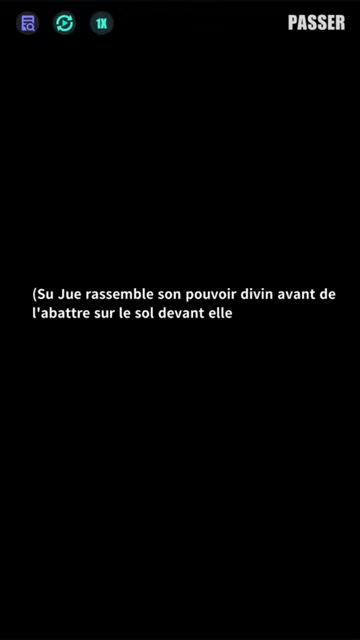 1X
PASSER
(Su Jue rassemble son pouvoir divin avant de
l'abattre sur le sol devant elle